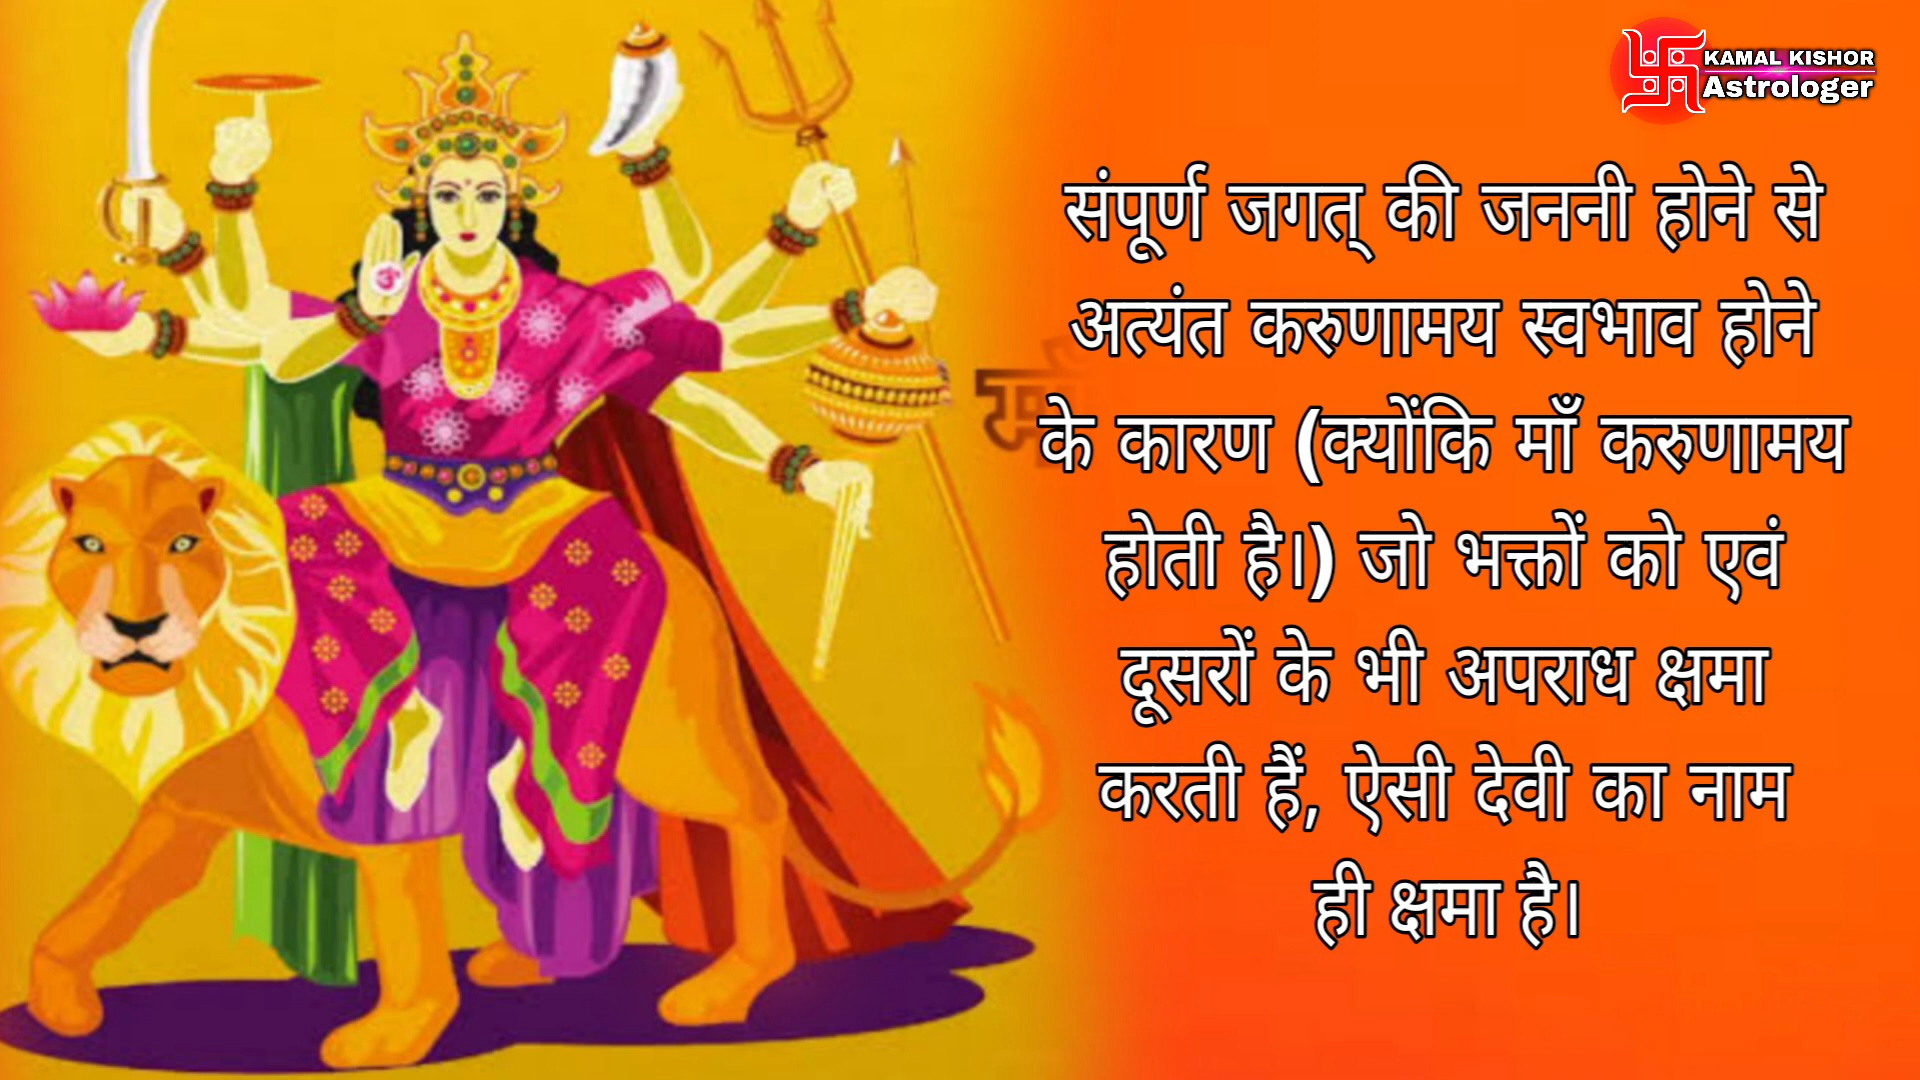 KAMAL KISHOR
Astrologer
संपूर्ण जगत् की जननी होने से
अत्यंत करुणामय स्वभाव होने
के कारण (क्योंकि माँ करुणामय
होती है।) जो भक्तों को एवं
दूसरों के भी अपराध क्षमा
करती हैं, ऐसी देवी का नाम
ही क्षमा है।